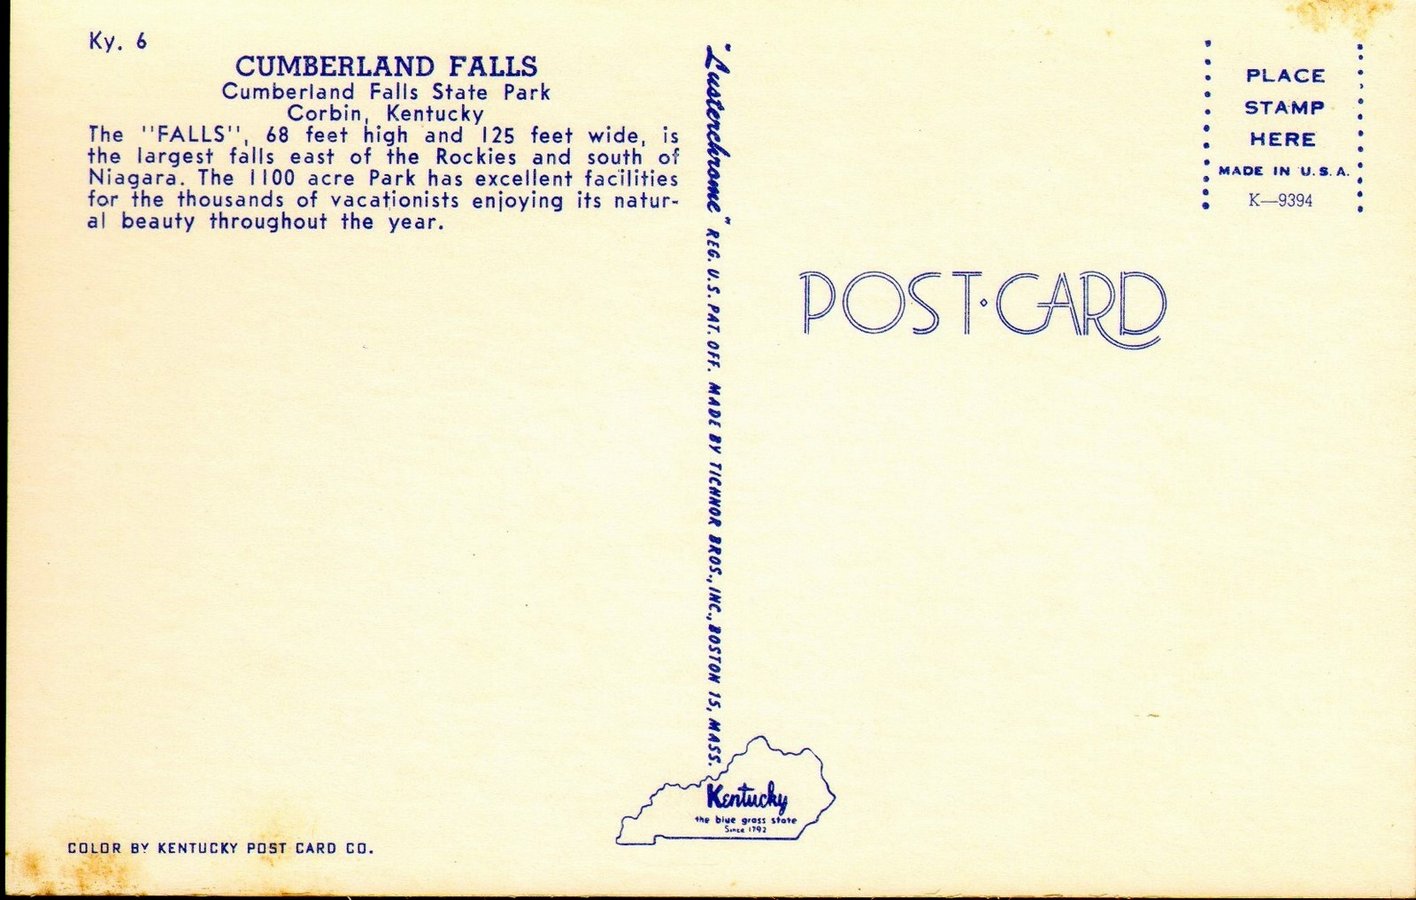 Ky. 6
CUMBERLAND FALLS
Cumberland Falls State Park
Corbin, Kentucky
The "FALLS", 68 feet high and 125 feet wide, is
the largest falls east of the Rockies and south of
Niagara. The 1100 acre Park has excellent facilities
for the thousands of vacationists enjoying its natur-
al beauty throughout the year.
COLOR BY KENTUCKY POST CARD CO.
"Lusterchrome" REG. U.S. PAT. OFF. MADE BY TICHNOR BROS., INC., BOSTON 15, MASS.
Kentucky
the blue grass state
Since 1792
PLACE
STAMP
HERE
MADE IN U.S.A.
K—9394
POST·CARD